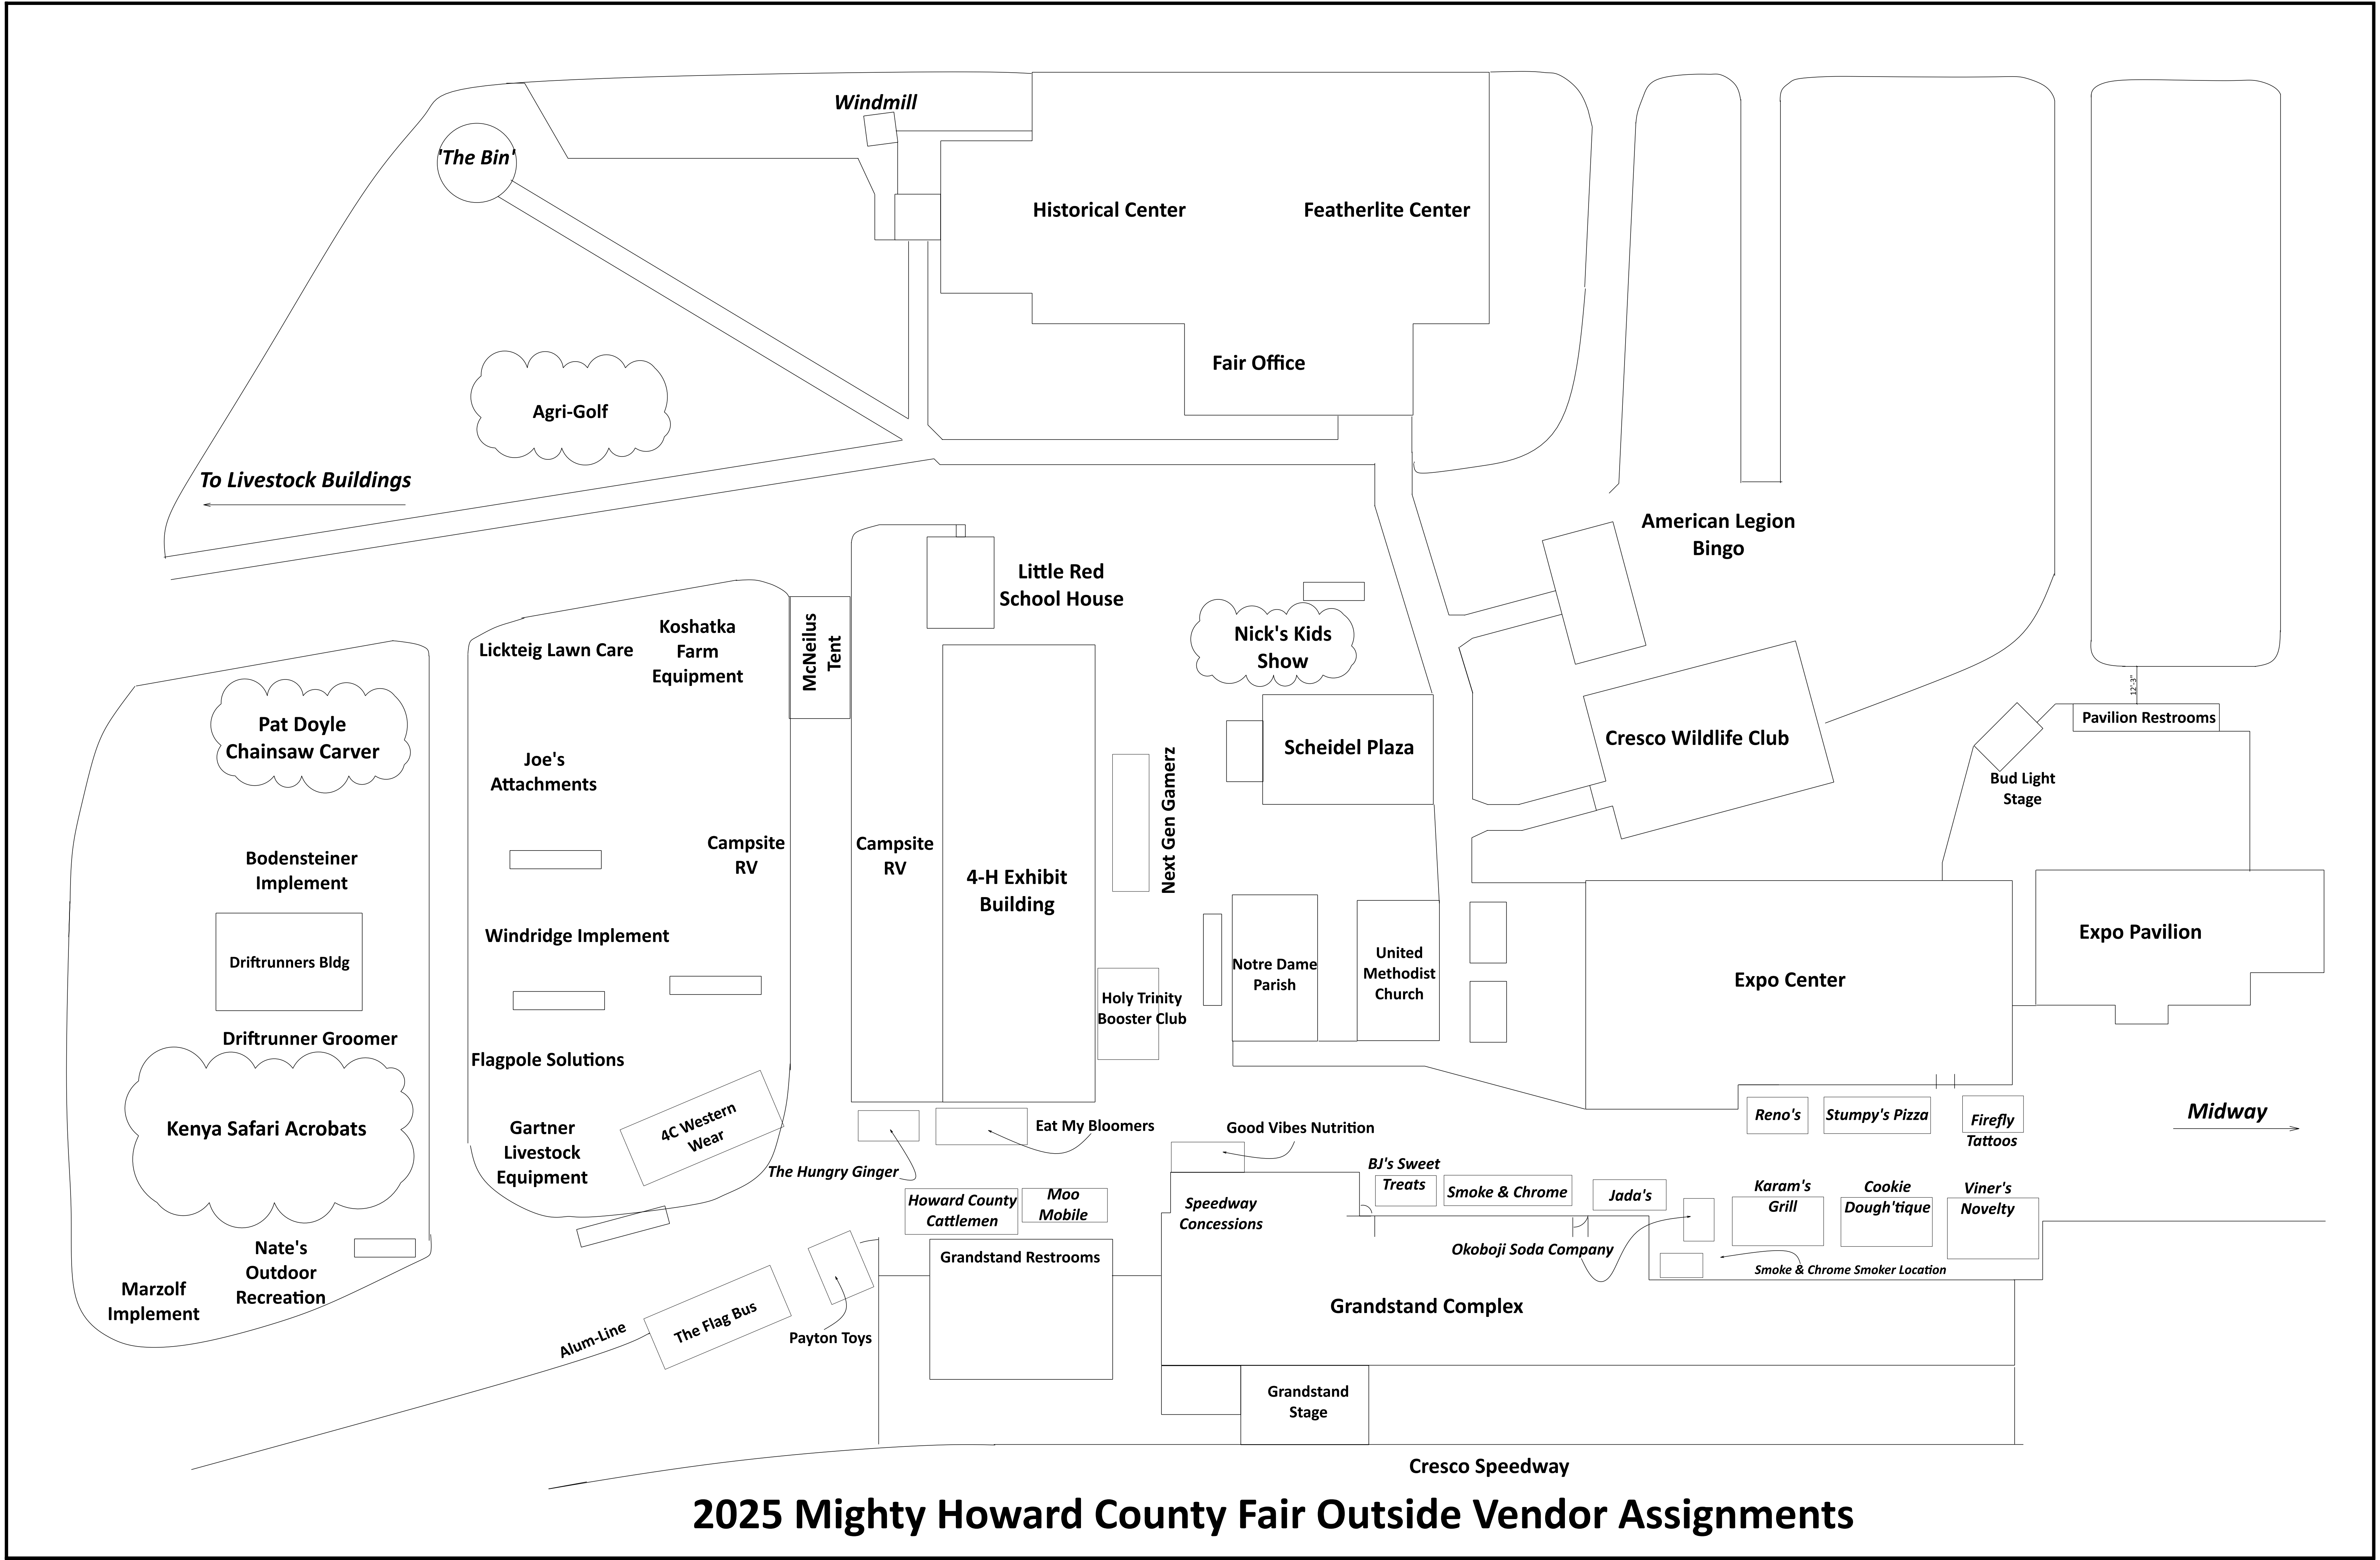 Windmill
'The Bin'
Historical Center
Featherlite Center
Fair Office
Agri-Golf
To Livestock Buildings
American Legion
Bingo
Little Red
School House
Koshatka
Farm
Equipment
Lickteig Lawn Care
McNeilus
Tent
Nick's Kids
Show
12'-3"
Pavilion Restrooms
Pat Doyle
Chainsaw Carver
Joe's
Attachments
Next Gen Gamerz
Scheidel Plaza
Cresco Wildlife Club
Bud Light
Stage
Bodensteiner
Implement
Campsite
RV
Campsite
RV
4-H Exhibit
Building
Windridge Implement
Driftrunners Bldg
Notre Dame
Parish
United
Methodist
Church
Expo Center
Expo Pavilion
Holy Trinity
Booster Club
Driftrunner Groomer
Flagpole Solutions
Kenya Safari Acrobats
Gartner
Livestock
Equipment
4C Western
Wear
Eat My Bloomers
The Hungry Ginger
Good Vibes Nutrition
Reno's
Stumpy's Pizza
Firefly
Tattoos
Midway
Howard County
Cattlemen
Moo
Mobile
Speedway
Concessions
BJ's Sweet
Treats
Smoke & Chrome
Jada's
Karam's
Grill
Cookie
Dough'tique
Viner's
Novelty
Okoboji Soda Company
Smoke & Chrome Smoker Location
Nate's
Outdoor
Recreation
Marzolf
Implement
Grandstand Restrooms
Grandstand Complex
Alum-Line
The Flag Bus
Payton Toys
Grandstand
Stage
Cresco Speedway
2025 Mighty Howard County Fair Outside Vendor Assignments